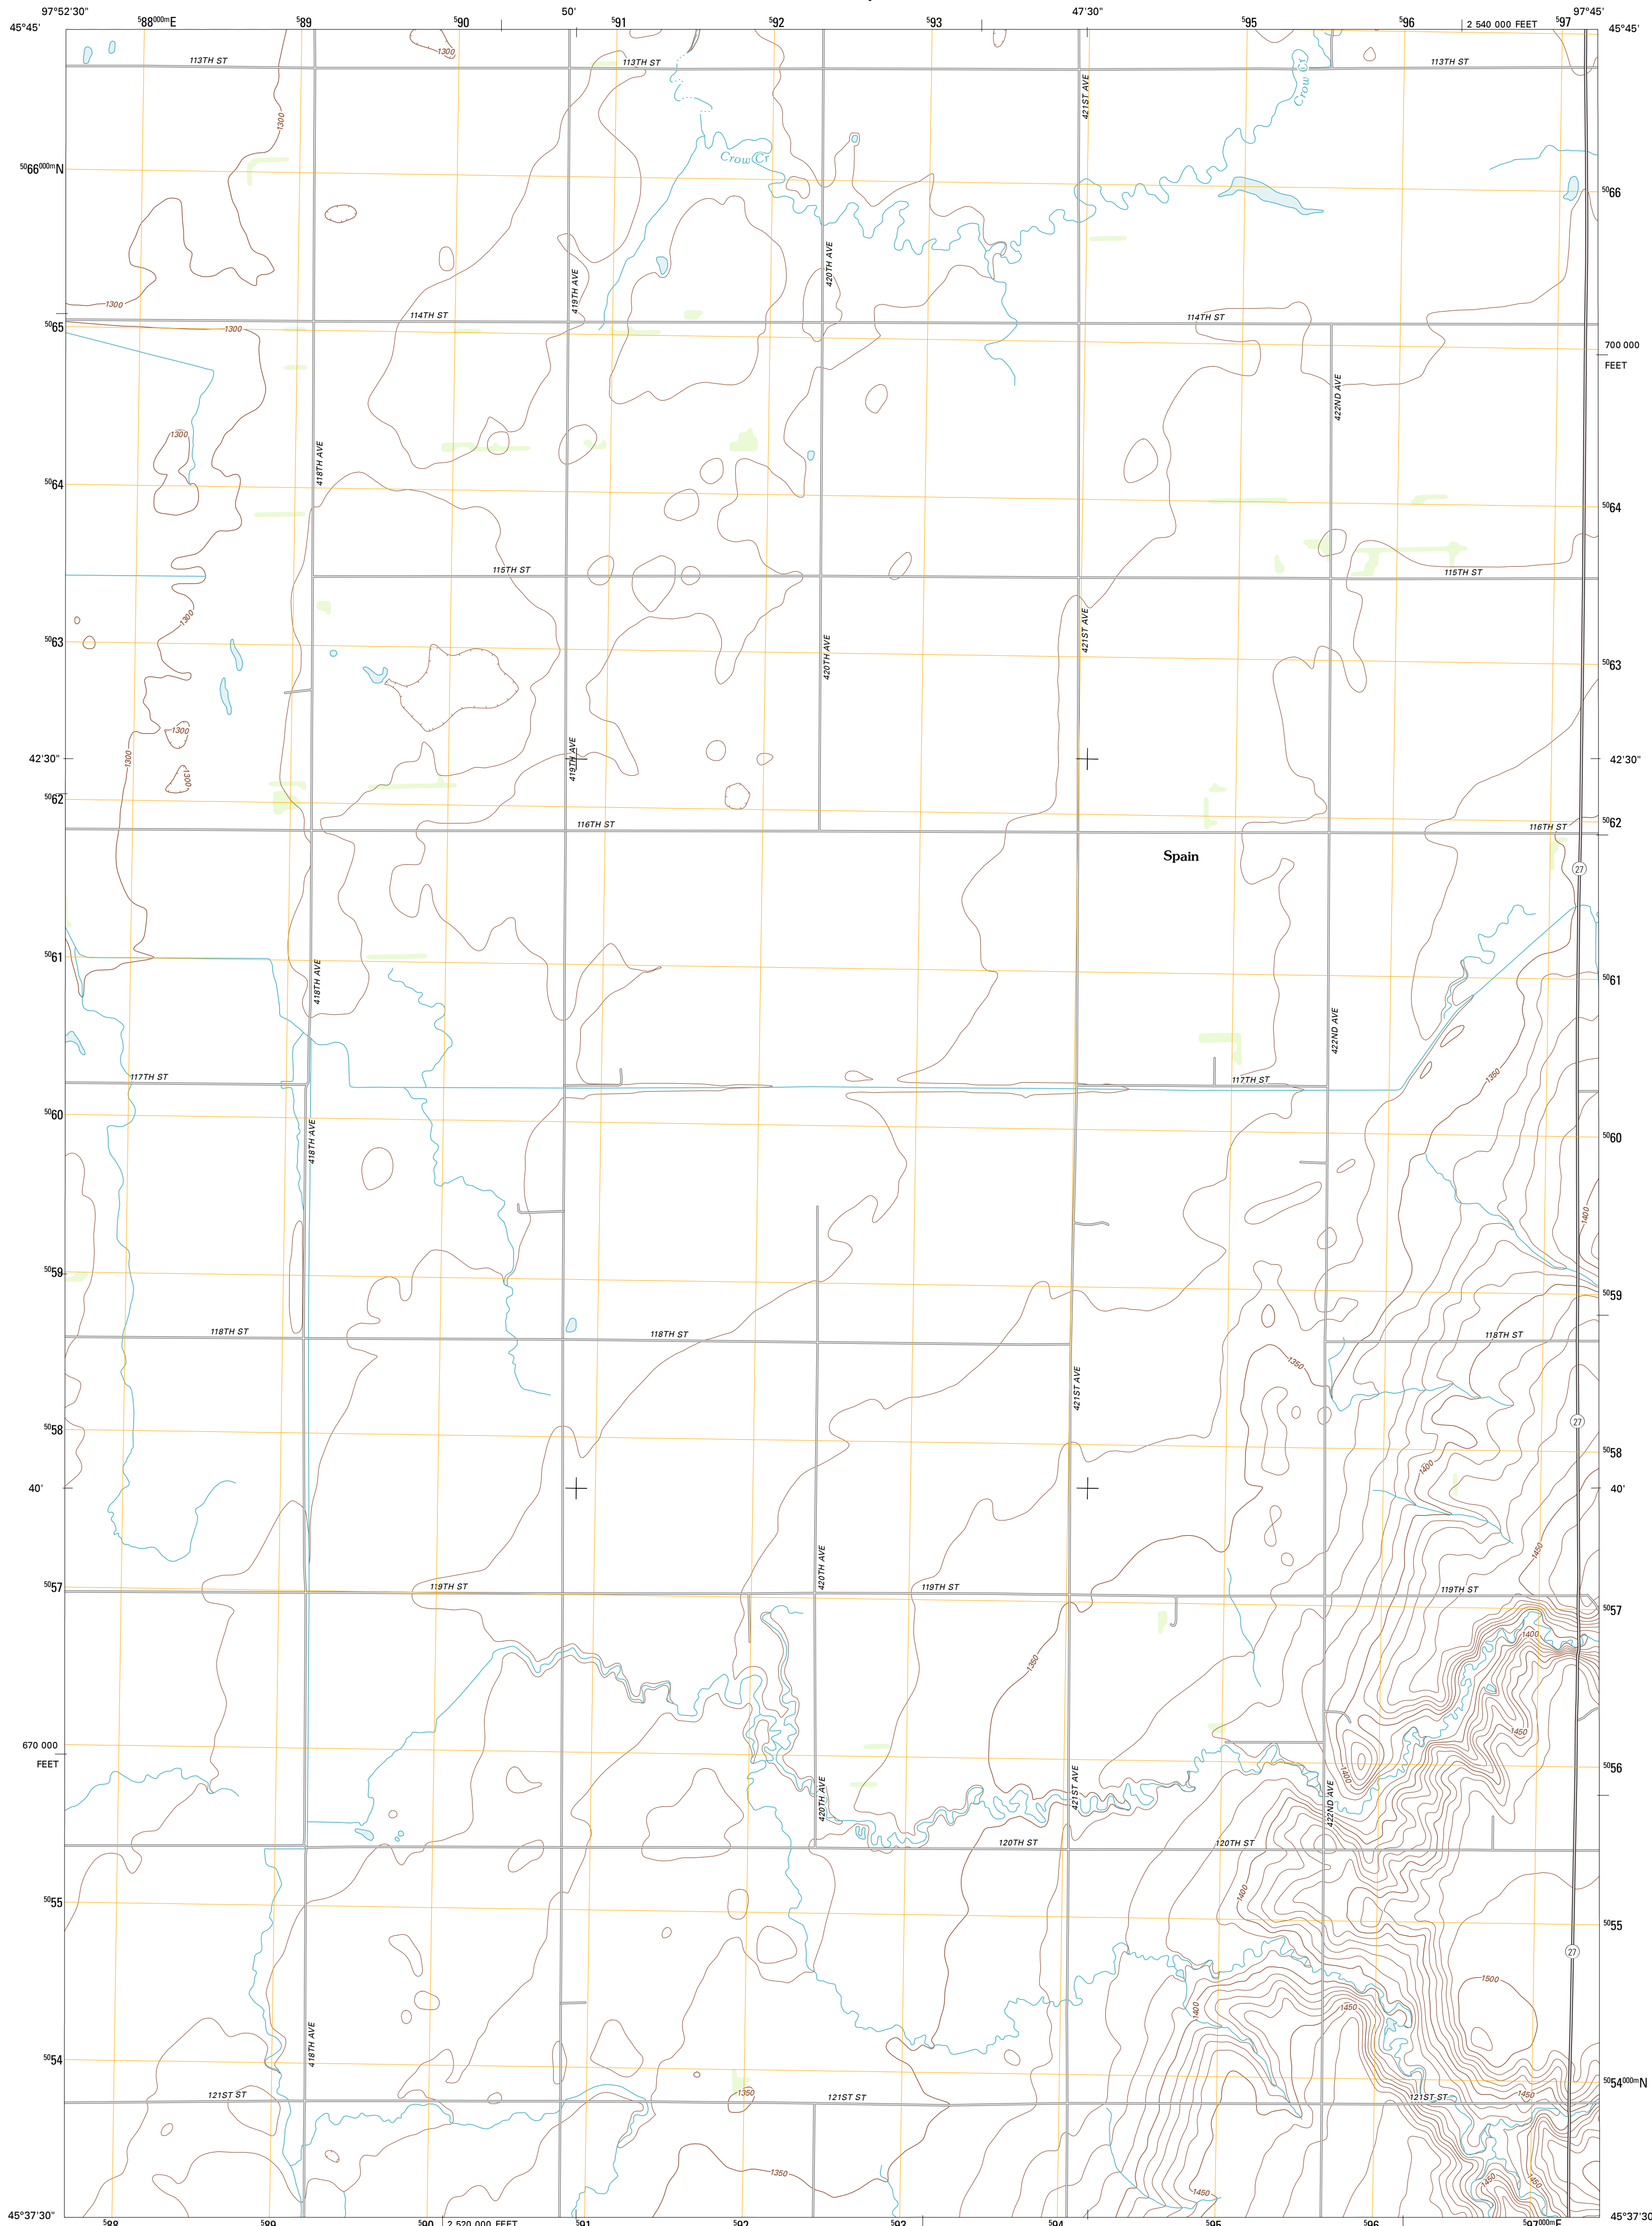 97°52'30" 588000mE 589 590 50' 591 592 593 47'30" 595 596 2 540 000 FEET 597 97°45'
45°45' 45°45'
1300
113TH ST 113TH ST 113TH ST
Crow Cr
421ST AVE
1300
Crow Cr
5066000mN 5066
420TH AVE
419TH AVE
1300
114TH ST 114TH ST
5065 1300
700 000
FEET
422ND AVE
1300
418TH AVE
5064
5064
115TH ST 115TH ST
1300
421ST AVE
5063 420TH AVE
5063
1300
1300 419TH AVE
42'30" 42'30"
1300
5062
116TH ST 116TH ST 5062
Spain
27
5061
418TH AVE 5061
422ND AVE
117TH ST 117TH ST 1350
5060
418TH AVE 5060
1400
5059
5059
118TH ST 118TH ST 118TH ST
1350
421ST AVE
27
5058
5058
1400
40' 40'
1450
420TH AVE
5057 119TH ST 119TH ST 119TH ST
5057
1400
1350
1450
670 000
FEET
5056
1400
421ST AVE
420TH AVE 422ND AVE
120TH ST 120TH ST
1400
5055
5055
27
1500
1450
1400
418TH AVE
5054
5054000mN
121ST ST 1350 121ST ST 121ST ST 1450
1350
1450 1450
1450
45°37'30" 45°37'30"
588 589 590 2 520 000 FEET 591 592 593 594 595 596 597000mE